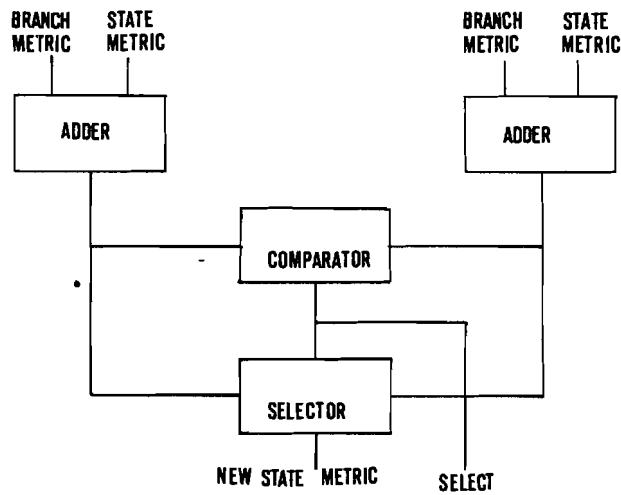 BRANCH METRIC
STATE METRIC
BRANCH METRIC
STATE METRIC
ADDER
ADDER
COMPARATOR
SELECTOR
NEW STATE METRIC
SELECT